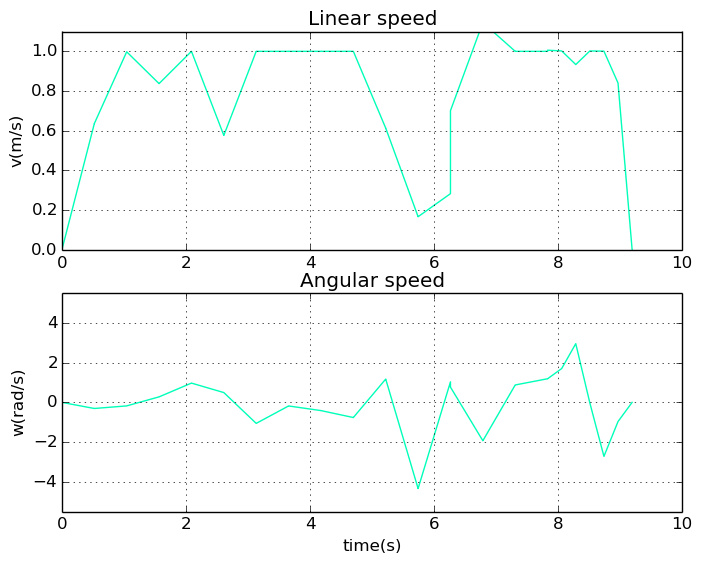 Linear speed
1.0
0.8
0.6
0.4
0.2
0.0
v(m/s)
0 2 4 6 8 10
Angular speed
4
2
0
−2
−4
w(rad/s)
0 2 4 6 8 10
time(s)